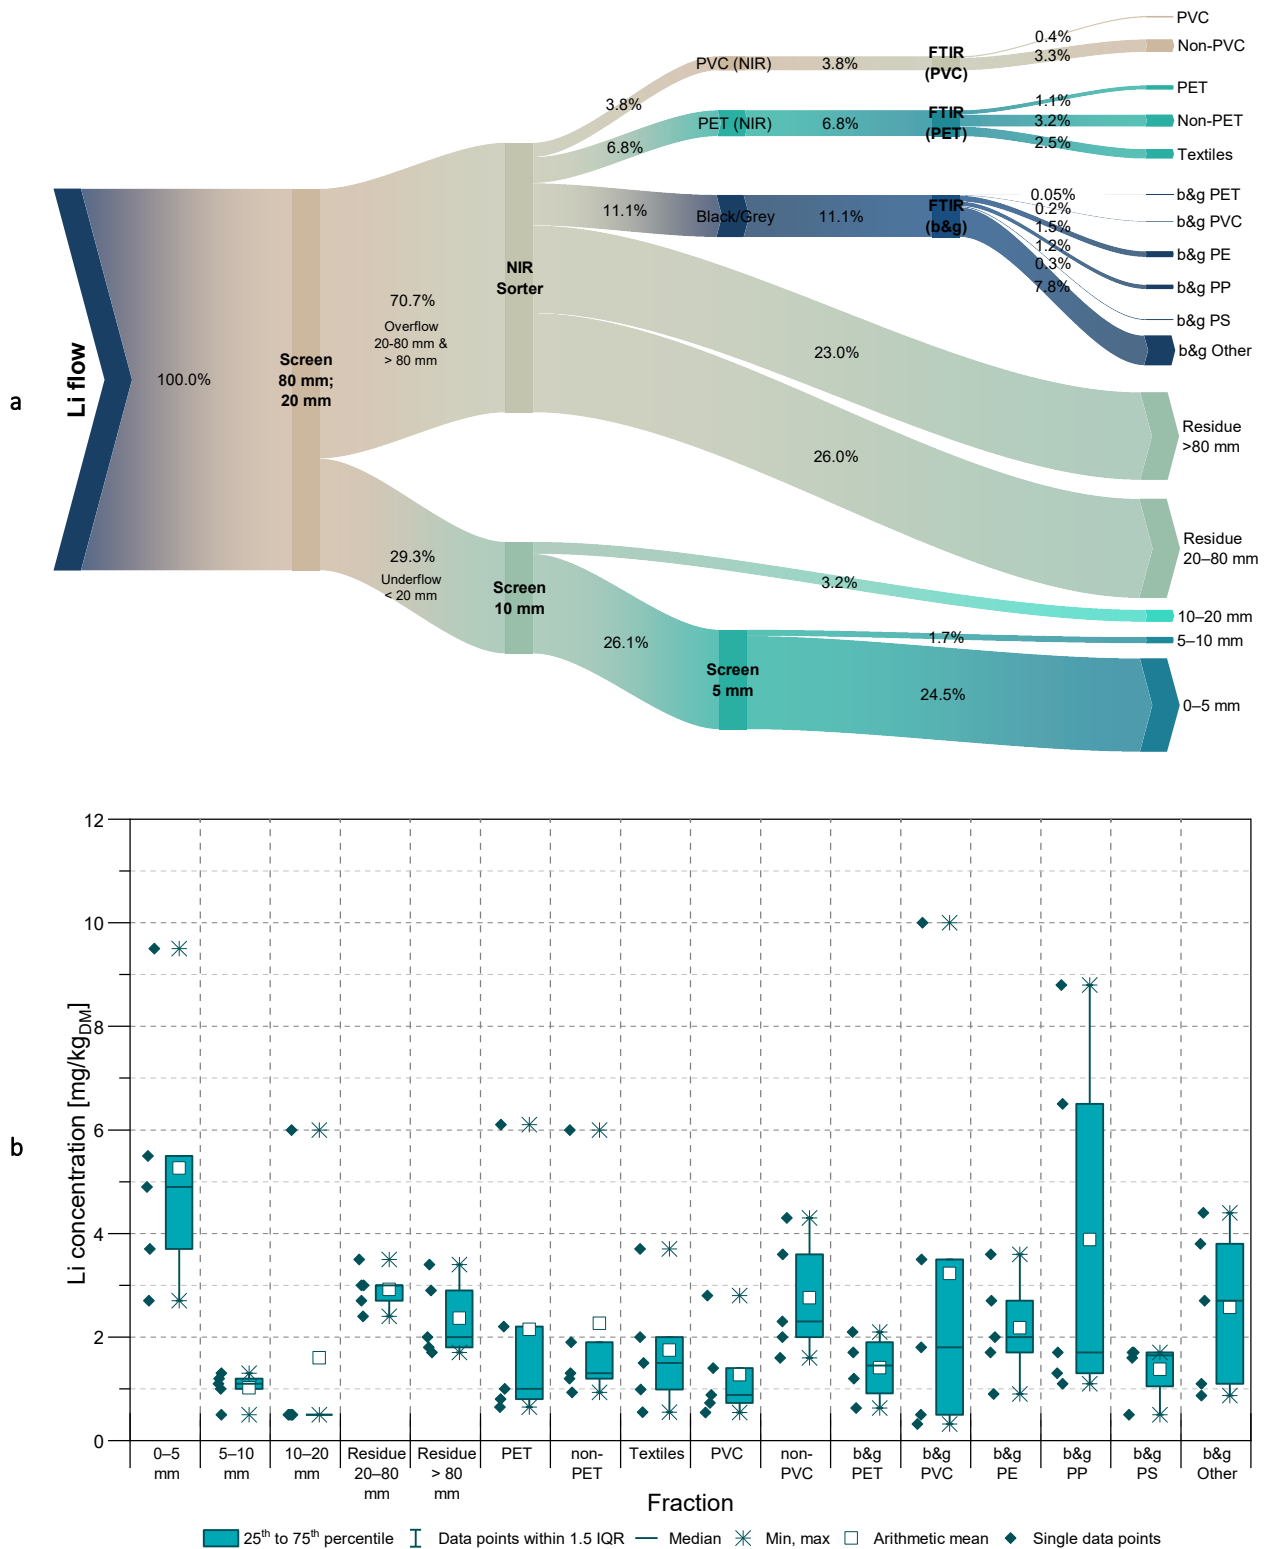 a
Li flow
100.0%
Screen
80 mm;
20 mm
70.7%
Overflow
20-80 mm &
> 80 mm
29.3%
Underflow
< 20 mm
NIR
Sorter
Screen
10 mm
3.8%
6.8%
11.1%
PVC (NIR)
PET (NIR)
Black/Grey
3.8%
6.8%
11.1%
FTIR
(PVC)
FTIR
(PET)
FTIR
(b&g)
0.4%
3.3%
1.1%
3.2%
2.5%
0.05%
0.2%
1.5%
1.2%
0.3%
7.8%
PVC
Non-PVC
PET
Non-PET
Textiles
b&g PET
b&g PVC
b&g PE
b&g PP
b&g PS
b&g Other
23.0%
26.0%
Residue
>80 mm
Residue
20–80 mm
3.2%
26.1%
Screen
5 mm
1.7%
24.5%
10–20 mm
5–10 mm
0–5 mm
b
Li concentration [mg/kgDM]
12
10
8
6
4
2
0
0–5
mm
5–10
mm
10–20
mm
Residue
20–80
mm
Residue
> 80
mm
PET
non-
PET
Textiles
PVC
non-
PVC
b&g
PET
b&g
PVC
b&g
PE
b&g
PP
b&g
PS
b&g
Other
Fraction
25th to 75th percentile
Data points within 1.5 IQR
Median
Min, max
Arithmetic mean
Single data points